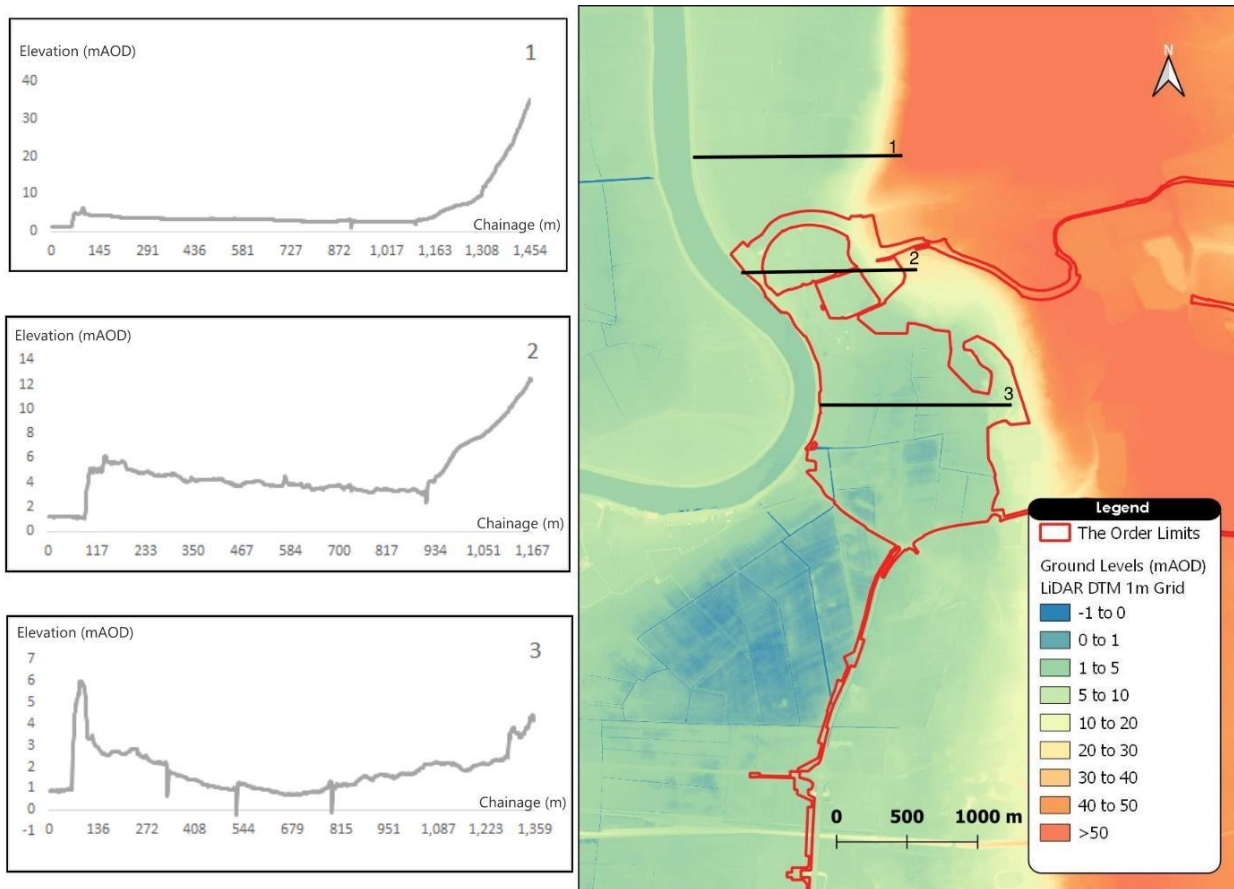 Elevation (mAOD)
1
40
30
20
10
0
Chainage (m)
0 145 291 436 581 727 872 1,017 1,163 1,308 1,454
Elevation (mAOD)
2
14
12
10
8
6
4
2
0
Chainage (m)
0 117 233 350 467 584 700 817 934 1,051 1,167
Elevation (mAOD)
3
7
6
5
4
3
2
1
0
-1
Chainage (m)
0 136 272 408 544 679 815 951 1,087 1,223 1,359
N
1
2
3
0 500 1000 m
Legend
The Order Limits
Ground Levels (mAOD)
LiDAR DTM 1m Grid
-1 to 0
0 to 1
1 to 5
5 to 10
10 to 20
20 to 30
30 to 40
40 to 50
>50